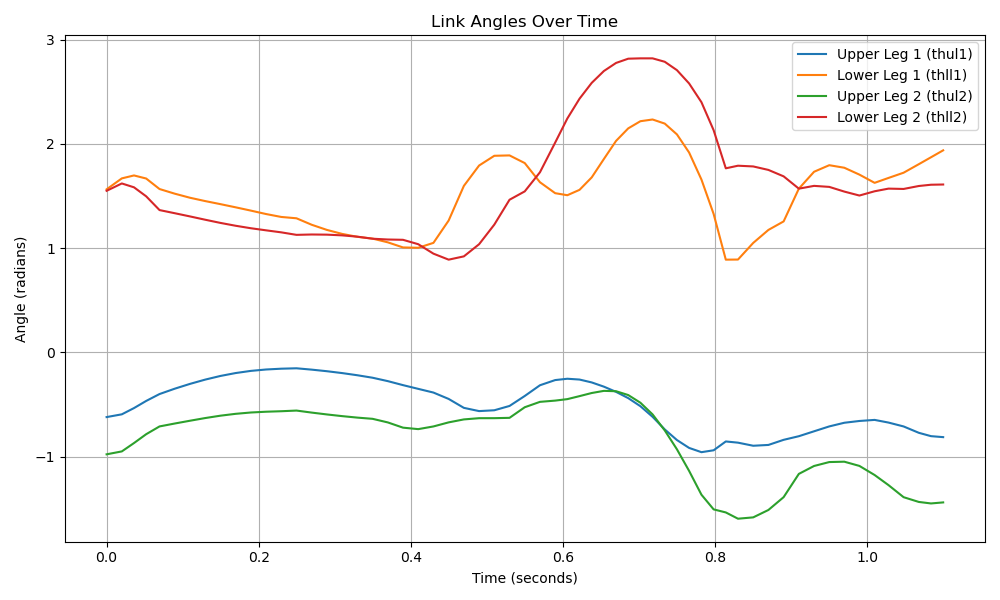 Link Angles Over Time
Upper Leg 1 (thul1)
Lower Leg 1 (thll1)
Upper Leg 2 (thul2)
Lower Leg 2 (thll2)
Angle (radians)
3
2
1
0
−1
0.0 0.2 0.4 0.6 0.8 1.0
Time (seconds)